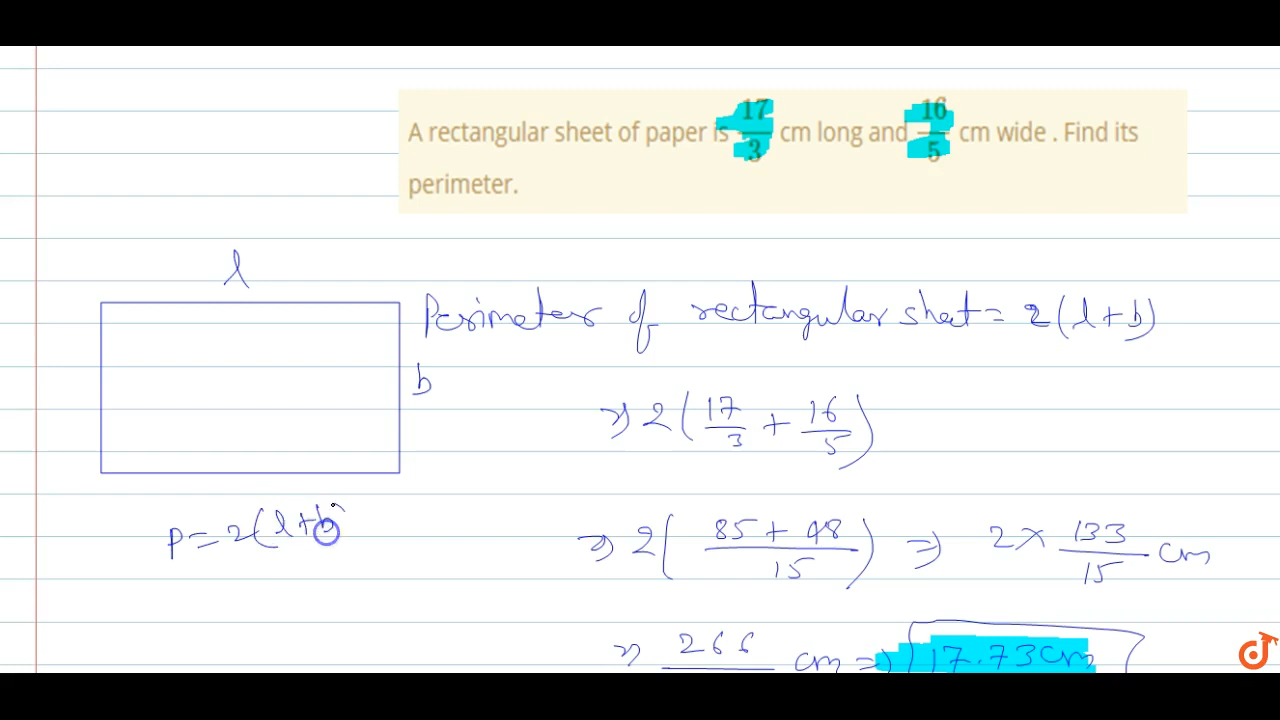 A rectangular sheet of paper is 17/3 cm long and 16/5 cm wide . Find its
perimeter.
l
Perimeter of rectangular sheet = 2(l+b)
b
⇒ 2(17/3 + 16/5)
P = 2(l+b)
⇒ 2((85+48)/15) ⇒ 2 × 133/15 cm
⇒ 266 cm ⇒ 17.73 cm